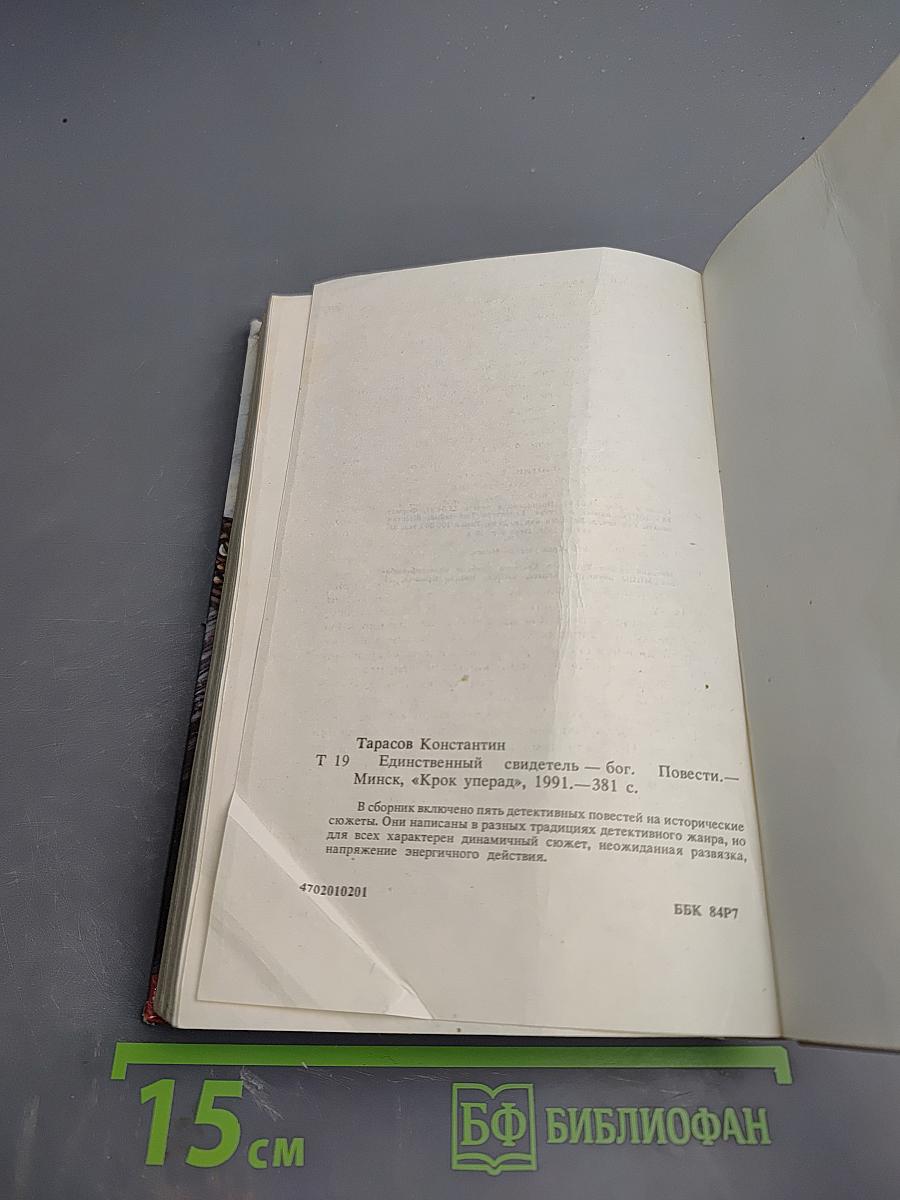 Тарасов Константин
Т 19 Единственный свидетель — бог. Повести.—
Минск, «Крок уперад», 1991.—381 с.
В сборник включено пять детективных повестей на исторические
сюжеты. Они написаны в разных традициях детективного жанра, но
для всех характерен динамичный сюжет, неожиданная развязка,
напряжение энергичного действия.
4702010201
ББК 84Р7
15 см
БФ БИБЛИОФАН